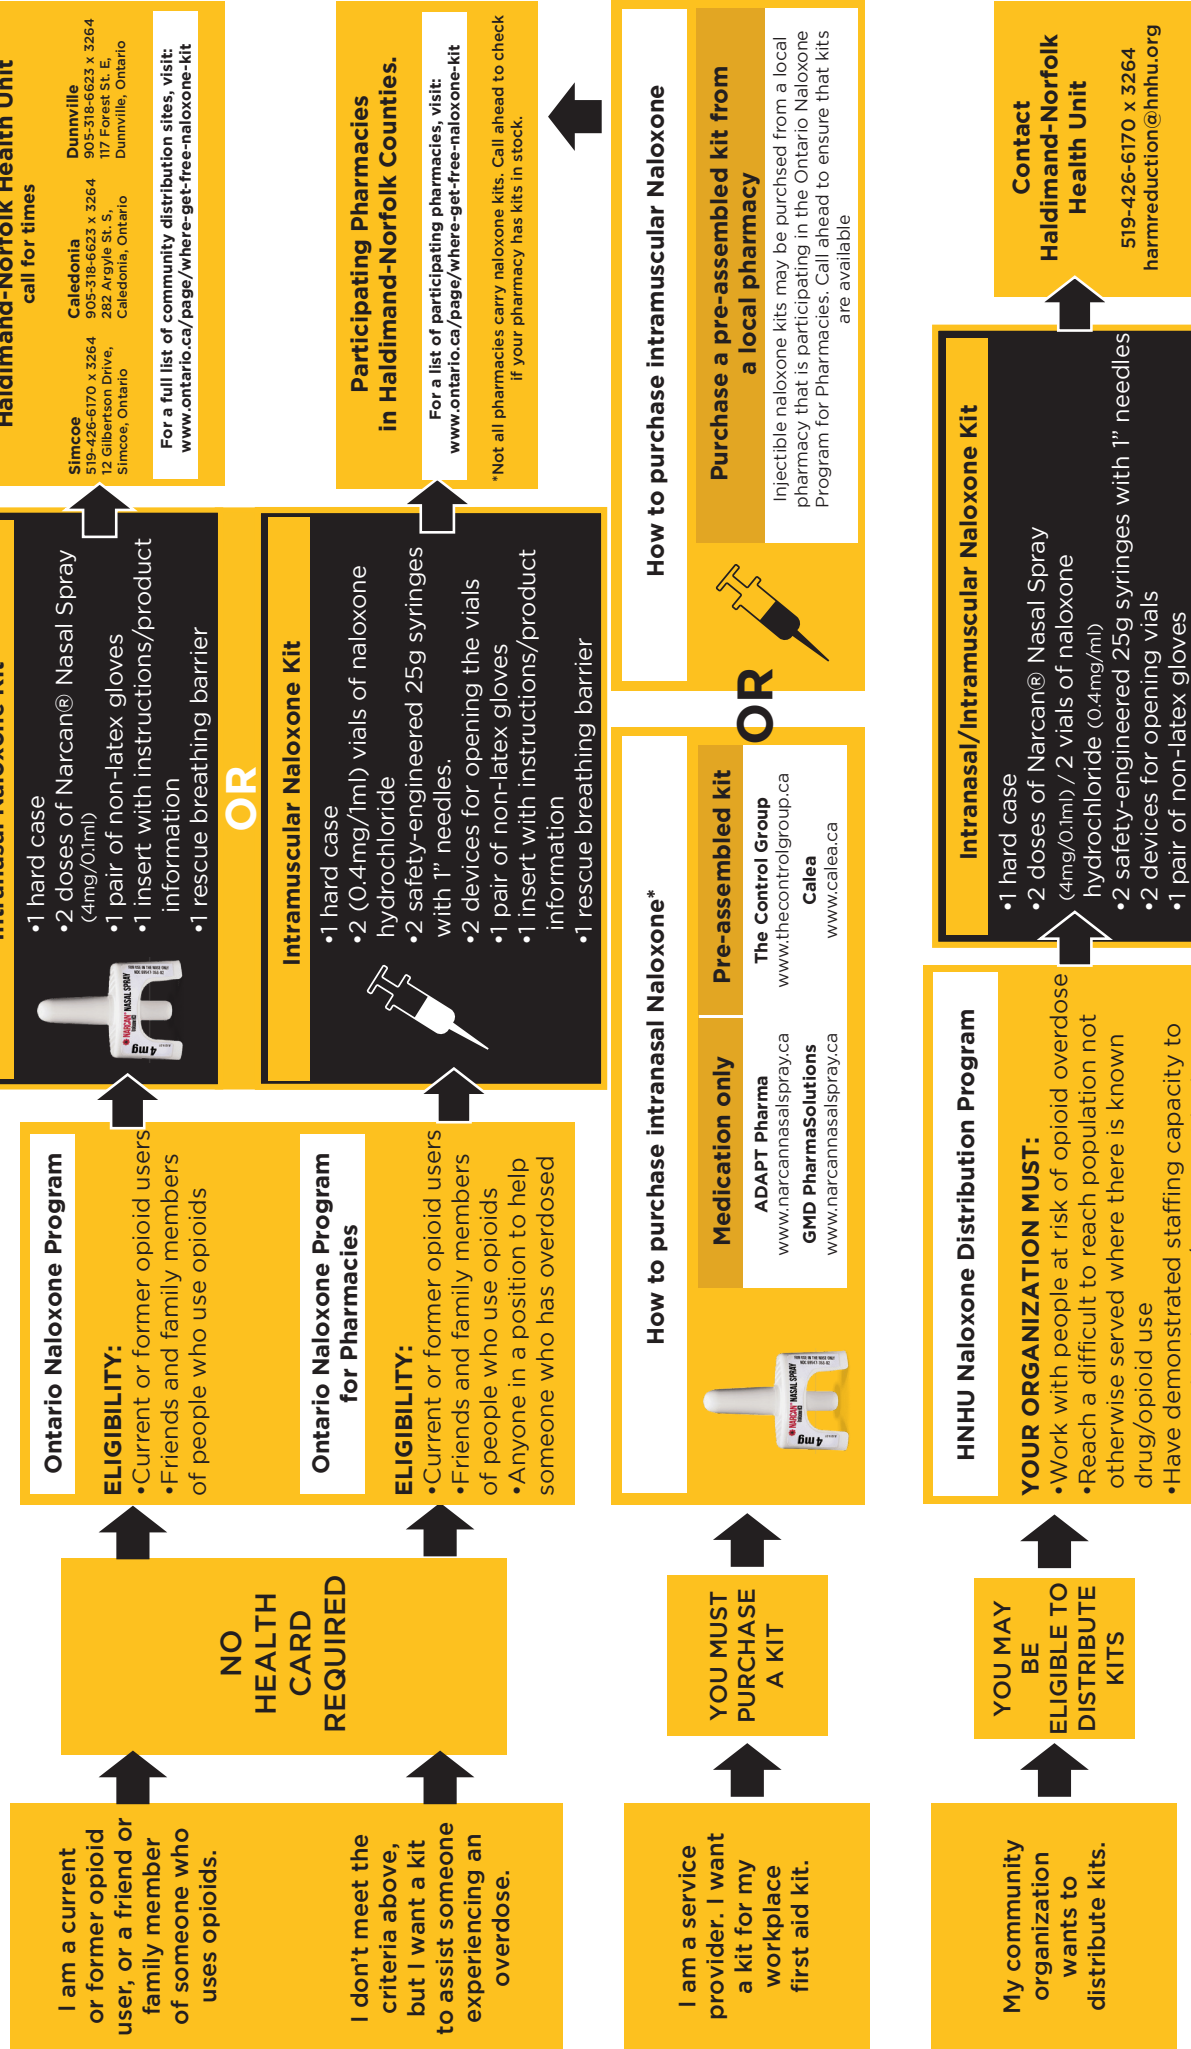 I am a current
or former opioid
user, or a friend or
family member
of someone who
uses opioids.
I don't meet the
criteria above,
but I want a kit
to assist someone
experiencing an
overdose.
NO
HEALTH
CARD
REQUIRED
Ontario Naloxone Program
ELIGIBILITY:
•Current or former opioid users
•Friends and family members
of people who use opioids
Ontario Naloxone Program
for Pharmacies
ELIGIBILITY:
•Current or former opioid users
•Friends and family members
of people who use opioids
•Anyone in a position to help
someone who has overdosed
Intranasal Naloxone Kit
NARCAN® NASAL SPRAY
4 mg
•1 hard case
•2 doses of Narcan® Nasal Spray
(4mg/0.1ml)
•1 pair of non-latex gloves
•1 insert with instructions/product
information
•1 rescue breathing barrier
OR
Intramuscular Naloxone Kit
•1 hard case
•2 (0.4mg/1ml) vials of naloxone
hydrochloride
•2 safety-engineered 25g syringes
with 1” needles.
•2 devices for opening the vials
•1 pair of non-latex gloves
•1 insert with instructions/product
information
•1 rescue breathing barrier
Haldimand-Norfolk Health Unit
call for times
Simcoe
519-426-6170 x 3264
12 Gilbertson Drive,
Simcoe, Ontario
Caledonia
905-318-6623 x 3264
282 Argyle St. S,
Caledonia, Ontario
Dunnville
905-318-6623 x 3264
117 Forest St. E,
Dunnville, Ontario
For a full list of community distribution sites, visit:
www.ontario.ca/page/where-get-free-naloxone-kit
Participating Pharmacies
in Haldimand-Norfolk Counties.
For a list of participating pharmacies, visit:
www.ontario.ca/page/where-get-free-naloxone-kit
*Not all pharmacies carry naloxone kits. Call ahead to check
if your pharmacy has kits in stock.
I am a service
provider. I want
a kit for my
workplace
first aid kit.
YOU MUST
PURCHASE
A KIT
How to purchase intranasal Naloxone*
NARCAN® NASAL SPRAY
4 mg
Medication only
ADAPT Pharma
www.narcannasalspray.ca
GMD PharmaSolutions
www.narcannasalspray.ca
Pre-assembled kit
The Control Group
www.thecontrolgroup.ca
Calea
www.calea.ca
OR
How to purchase intramuscular Naloxone
Purchase a pre-assembled kit from
a local pharmacy
Injectible naloxone kits may be purchsed from a local
pharmacy that is participating in the Ontario Naloxone
Program for Pharmacies. Call ahead to ensure that kits
are available
My community
organization
wants to
distribute kits.
YOU MAY
BE
ELIGIBLE TO
DISTRIBUTE
KITS
HNHU Naloxone Distribution Program
YOUR ORGANIZATION MUST:
•Work with people at risk of opioid overdose
•Reach a difficult to reach population not
otherwise served where there is known
drug/opioid use
•Have demonstrated staffing capacity to
Intranasal/Intramuscular Naloxone Kit
•1 hard case
•2 doses of Narcan® Nasal Spray
(4mg/0.1ml) / 2 vials of naloxone
hydrochloride (0.4mg/ml)
•2 safety-engineered 25g syringes with 1” needles
•2 devices for opening vials
•1 pair of non-latex gloves
Contact
Haldimand-Norfolk
Health Unit
519-426-6170 x 3264
harmreduction@hnhu.org